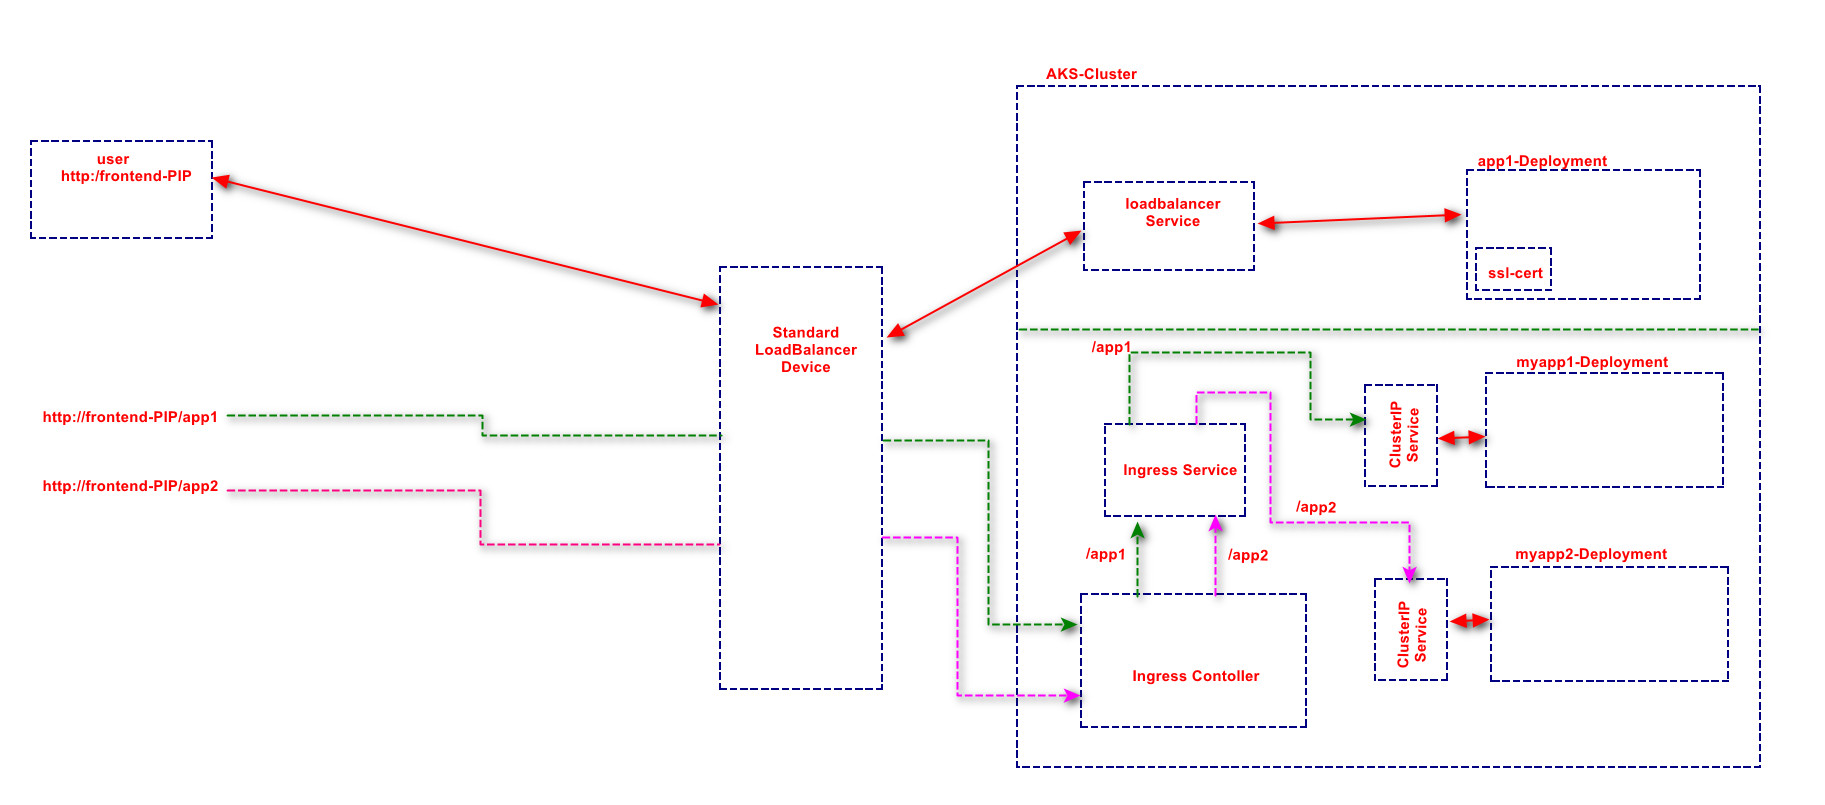 AKS-Cluster
user
http:/frontend-PIP
app1-Deployment
loadbalancer
Service
ssl-cert
Standard
LoadBalancer
Device
/app1
myapp1-Deployment
http://frontend-PIP/app1
ClusterIP
Service
Ingress Service
http://frontend-PIP/app2
/app2
/app1
/app2
myapp2-Deployment
ClusterIP
Service
Ingress Contoller